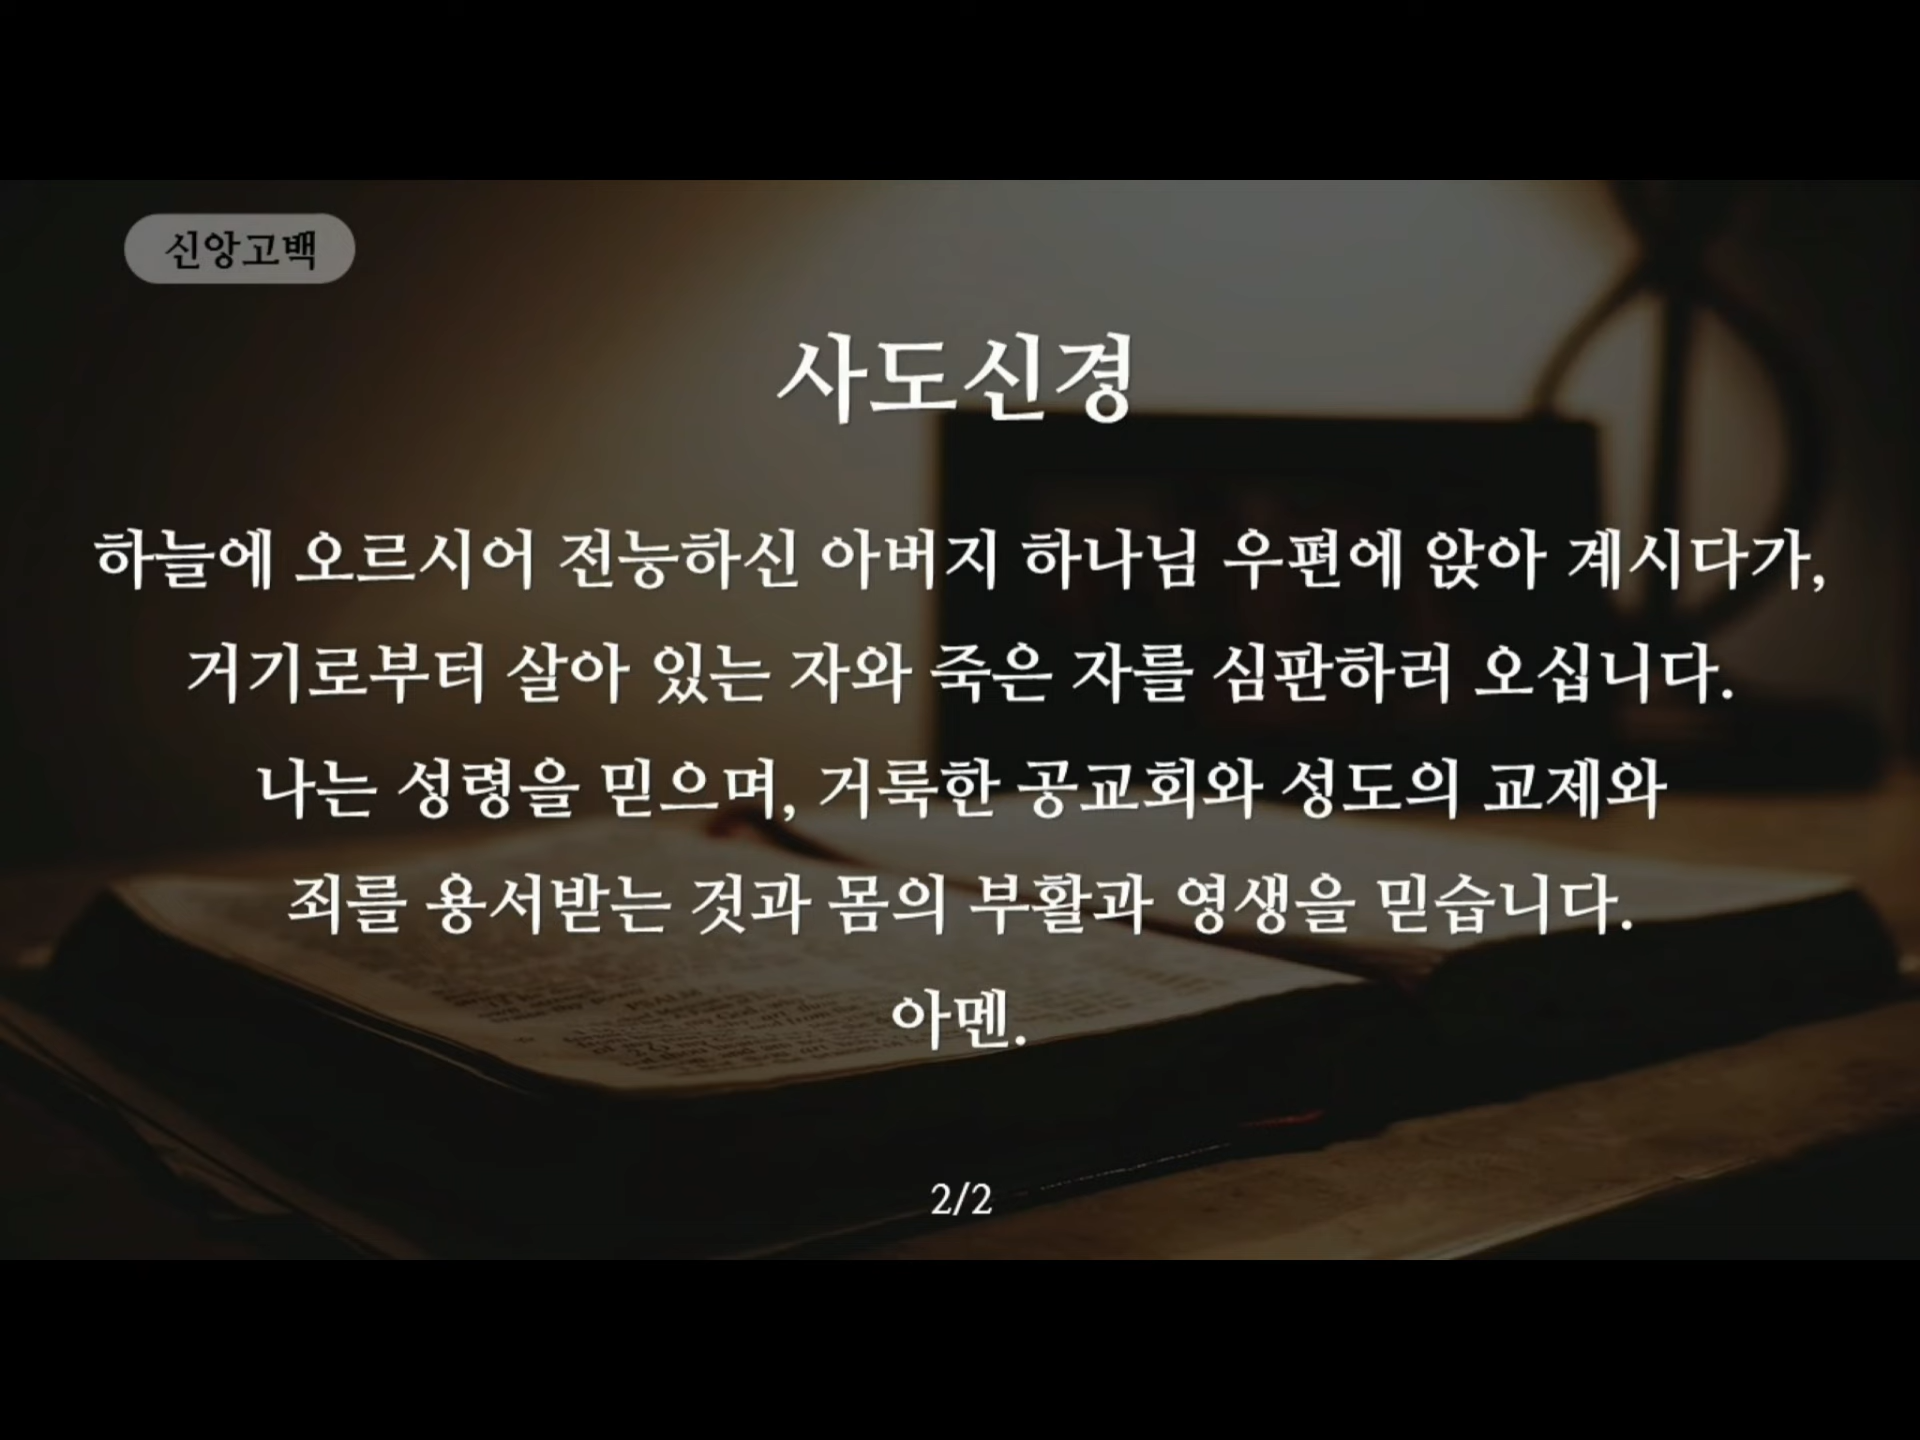 신앙고백
사도신경
하늘에 오르시어 전능하신 아버지 하나님 우편에 앉아 계시다가,
거기로부터 살아 있는 자와 죽은 자를 심판하러 오십니다.
나는 성령을 믿으며, 거룩한 공교회와 성도의 교제와
죄를 용서받는 것과 몸의 부활과 영생을 믿습니다.
아멘.
2/2